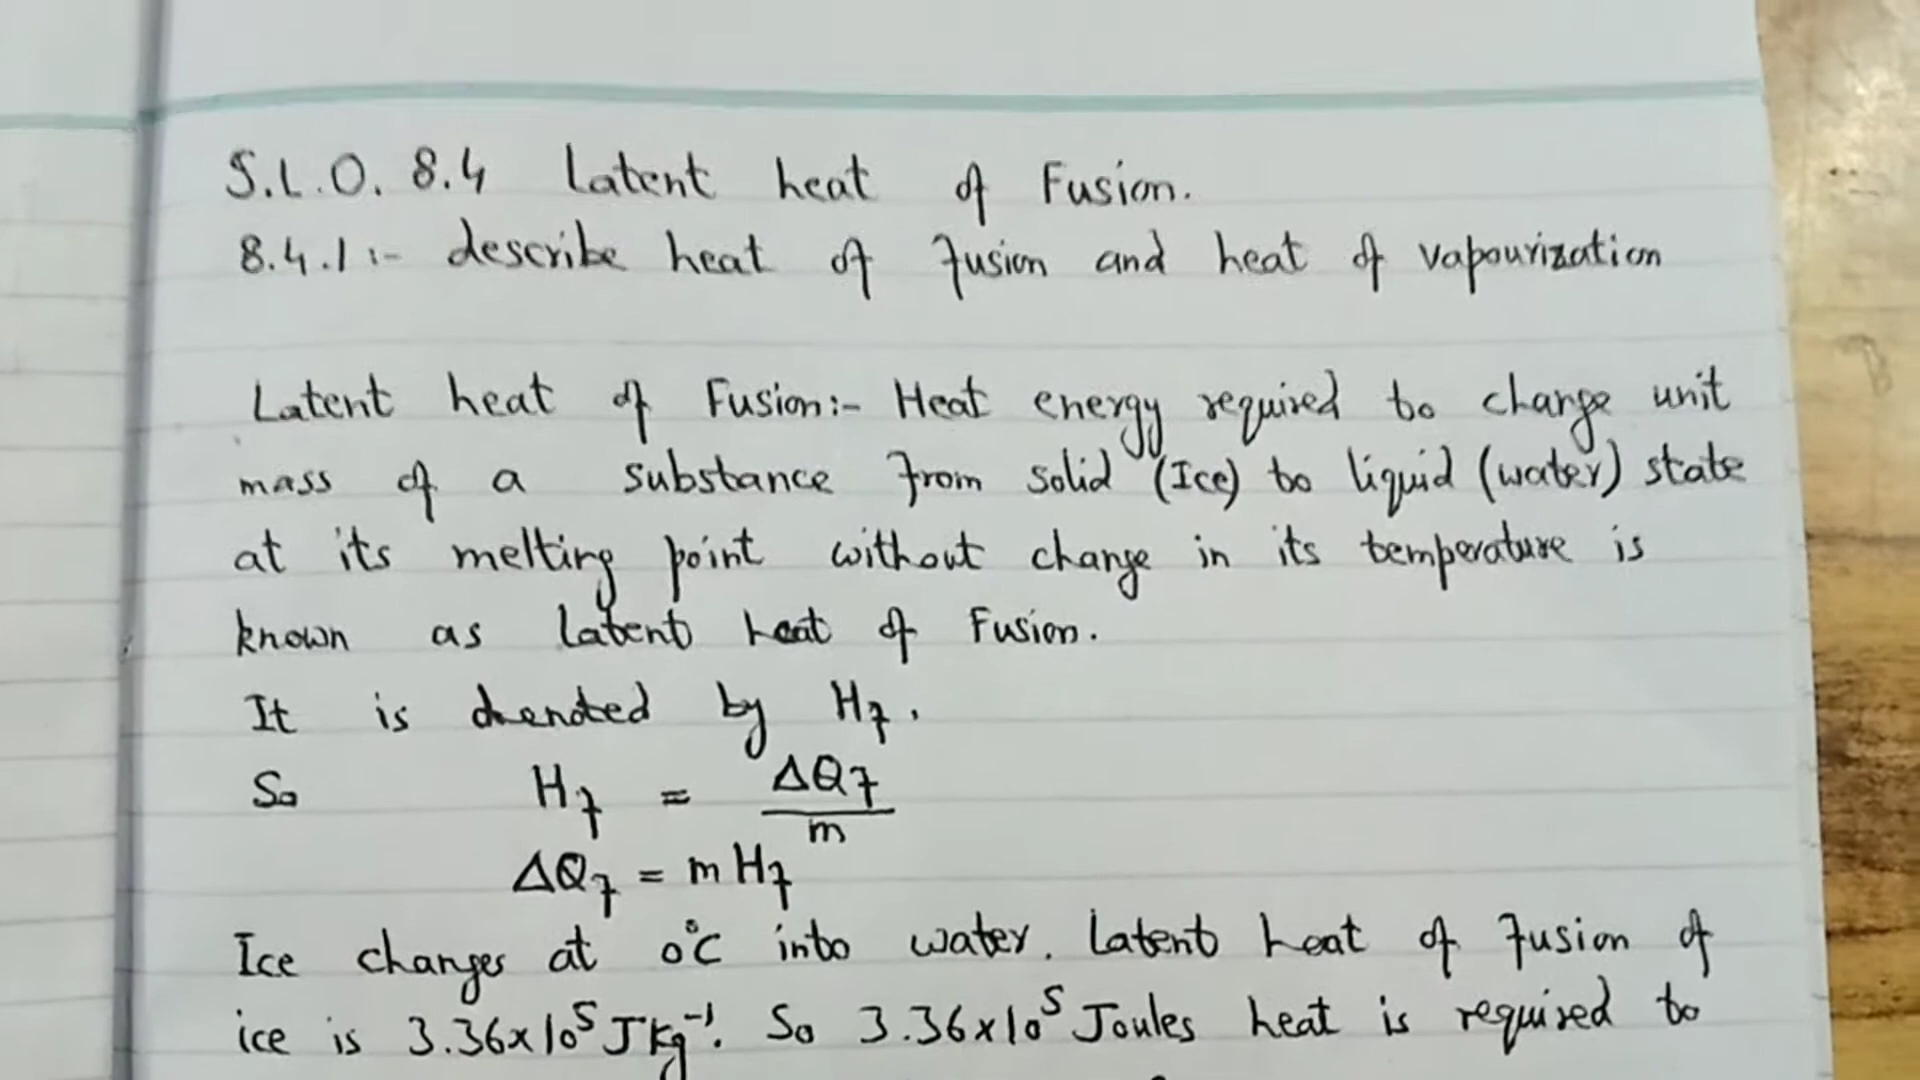 S.L.O. 8.4 Latent heat of Fusion.
8.4.1:- describe heat of fusion and heat of vapourization
Latent heat of Fusion:- Heat energy required to change unit
mass of a substance from solid (Ice) to liquid (water) state
at its melting point without change in its temperature is
known as latent heat of Fusion.
It is denoted by Hf.
So Hf = ΔQf / m
ΔQf = m Hf
Ice changes at 0°C into water. Latent heat of fusion of
ice is 3.36x10⁵ Jkg⁻¹. So 3.36x10⁵ Joules heat is required to